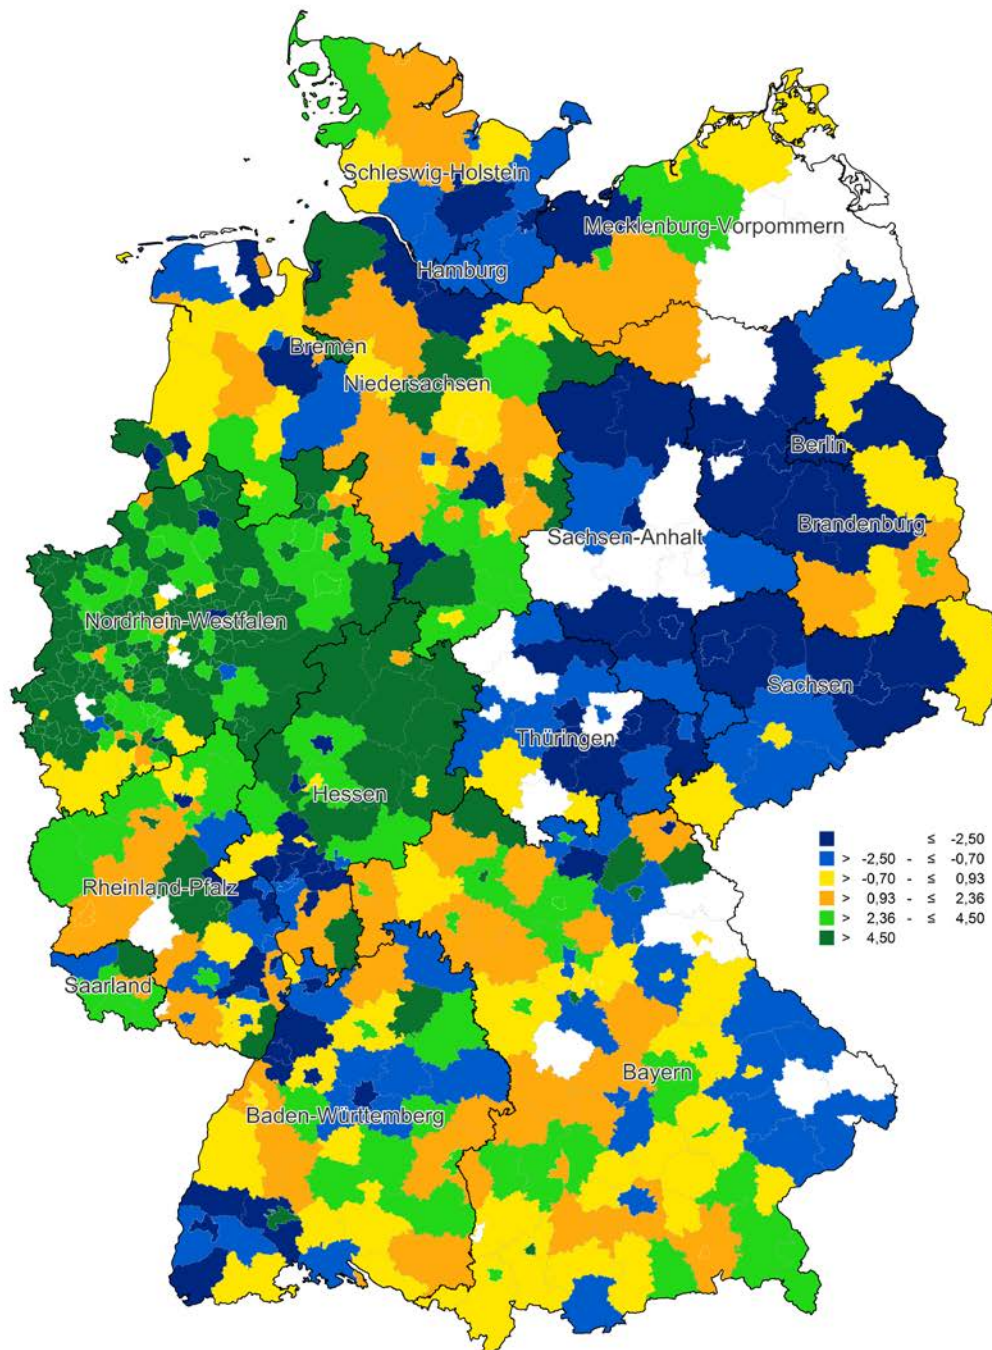 Schleswig-Holstein
Mecklenburg-Vorpommern
Hamburg
Bremen
Niedersachsen
Berlin
Brandenburg
Sachsen-Anhalt
Nordrhein-Westfalen
Sachsen
Thüringen
Hessen
≤ -2,50
> -2,50 - ≤ -0,70
> -0,70 - ≤ 0,93
> 0,93 - ≤ 2,36
> 2,36 - ≤ 4,50
> 4,50
Rheinland-Pfalz
Saarland
Bayern
Baden-Württemberg